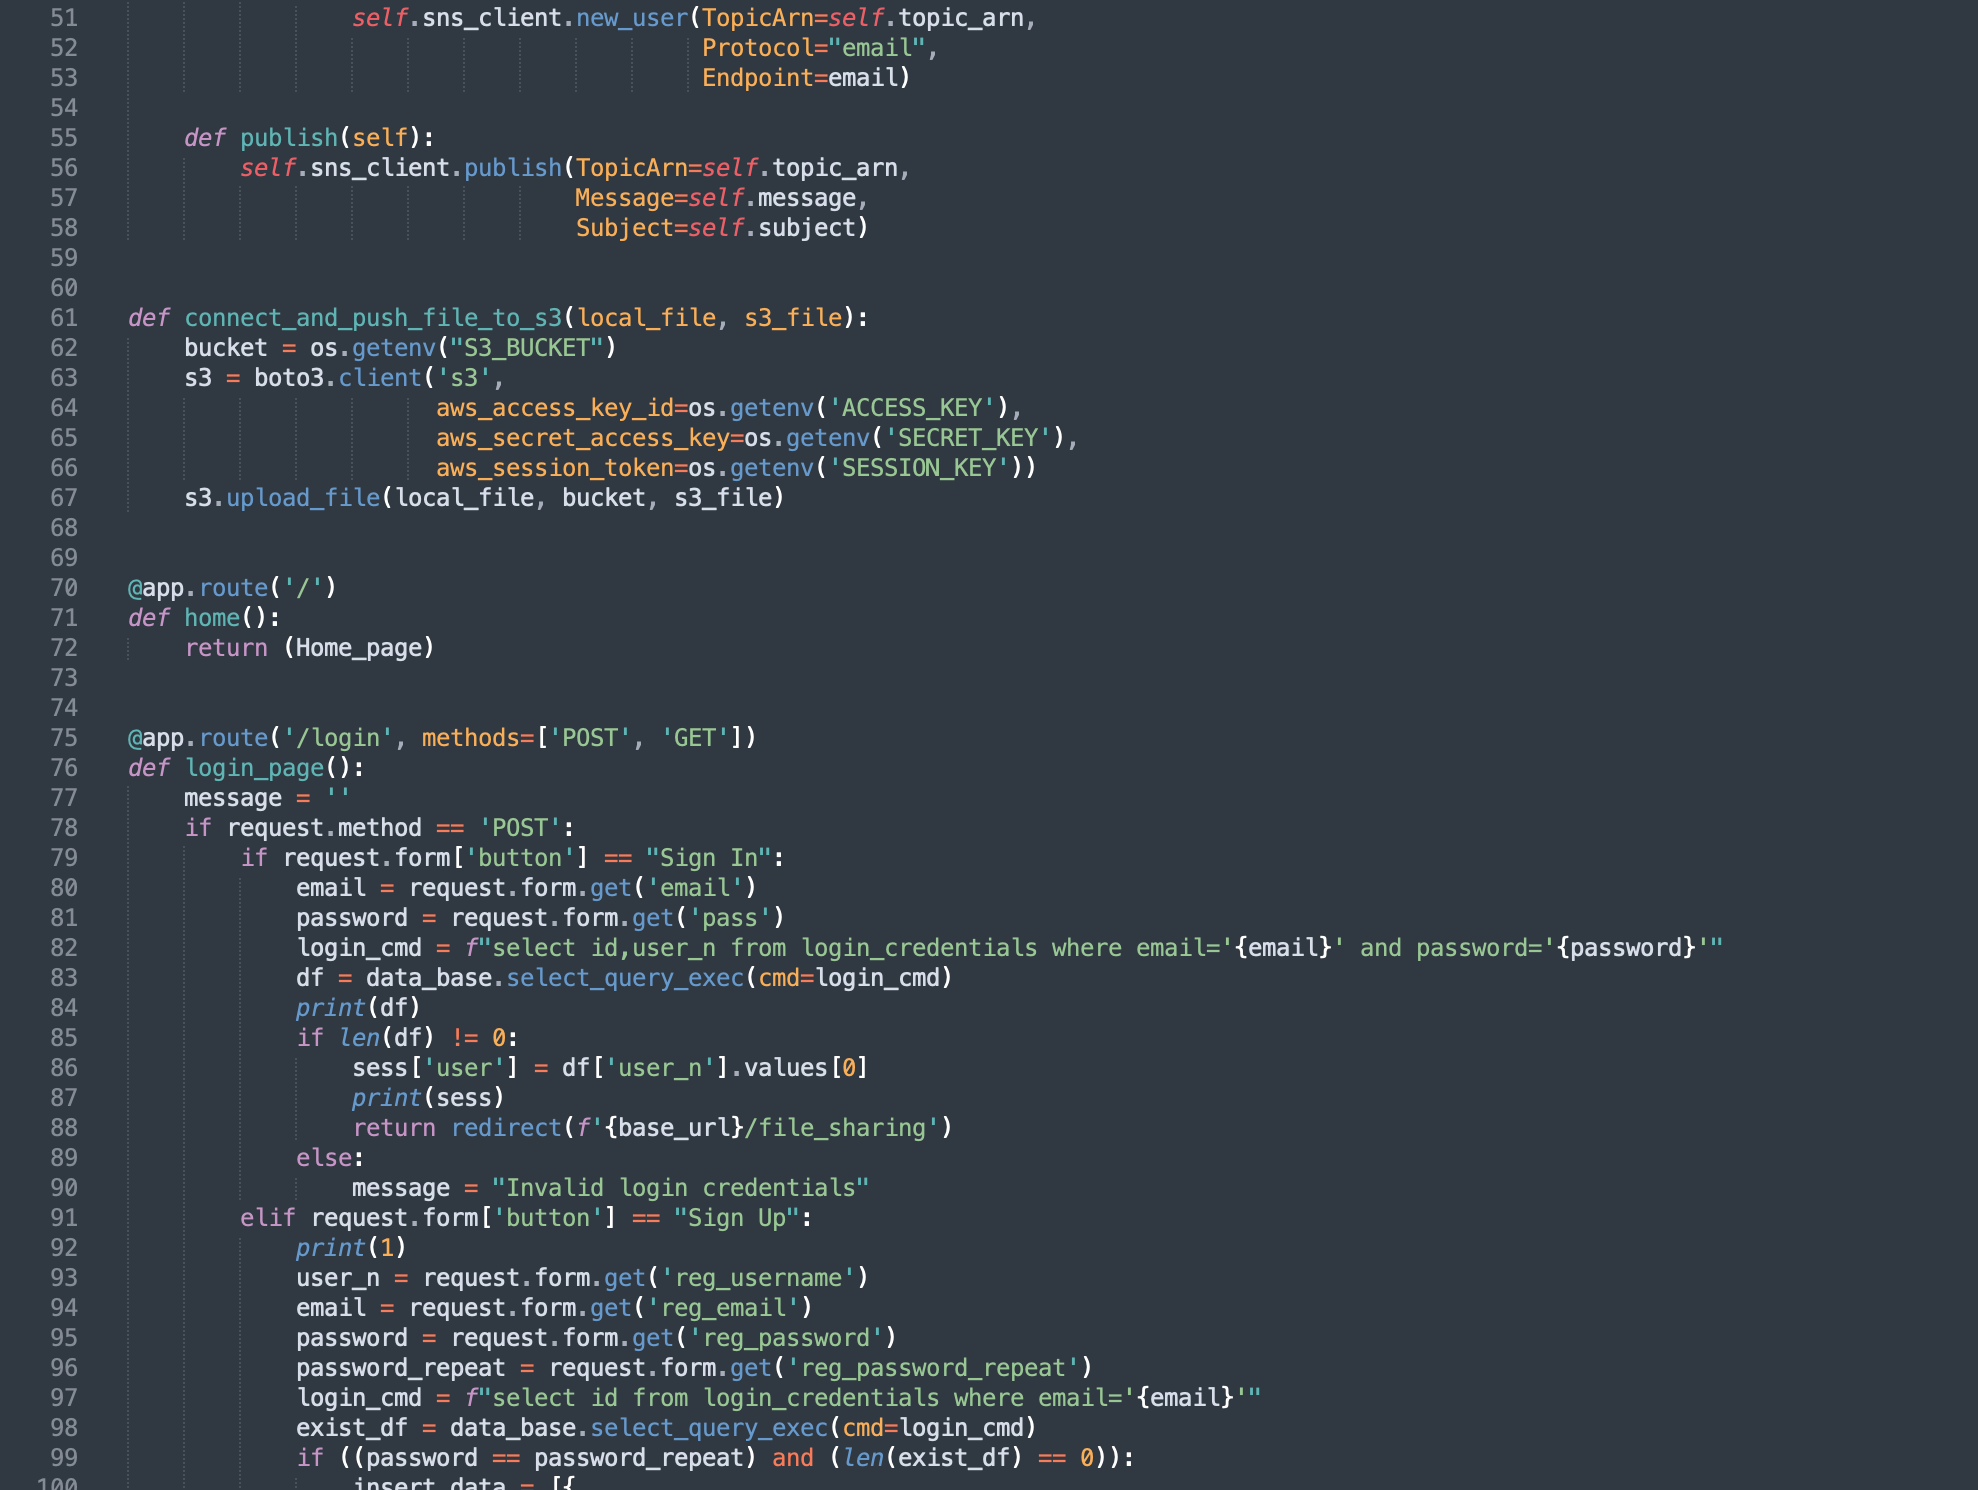 51 self.sns_client.new_user(TopicArn=self.topic_arn,
52 Protocol="email",
53 Endpoint=email)
54
55 def publish(self):
56 self.sns_client.publish(TopicArn=self.topic_arn,
57 Message=self.message,
58 Subject=self.subject)
59
60
61 def connect_and_push_file_to_s3(local_file, s3_file):
62 bucket = os.getenv("S3_BUCKET")
63 s3 = boto3.client('s3',
64 aws_access_key_id=os.getenv('ACCESS_KEY'),
65 aws_secret_access_key=os.getenv('SECRET_KEY'),
66 aws_session_token=os.getenv('SESSION_KEY'))
67 s3.upload_file(local_file, bucket, s3_file)
68
69
70 @app.route('/')
71 def home():
72 return (Home_page)
73
74
75 @app.route('/login', methods=['POST', 'GET'])
76 def login_page():
77 message = ''
78 if request.method == 'POST':
79 if request.form['button'] == "Sign In":
80 email = request.form.get('email')
81 password = request.form.get('pass')
82 login_cmd = f"select id,user_n from login_credentials where email='{email}' and password='{password}'"
83 df = data_base.select_query_exec(cmd=login_cmd)
84 print(df)
85 if len(df) != 0:
86 sess['user'] = df['user_n'].values[0]
87 print(sess)
88 return redirect(f'{base_url}/file_sharing')
89 else:
90 message = "Invalid login credentials"
91 elif request.form['button'] == "Sign Up":
92 print(1)
93 user_n = request.form.get('reg_username')
94 email = request.form.get('reg_email')
95 password = request.form.get('reg_password')
96 password_repeat = request.form.get('reg_password_repeat')
97 login_cmd = f"select id from login_credentials where email='{email}'"
98 exist_df = data_base.select_query_exec(cmd=login_cmd)
99 if ((password == password_repeat) and (len(exist_df) == 0)):
100 insert_data = [{